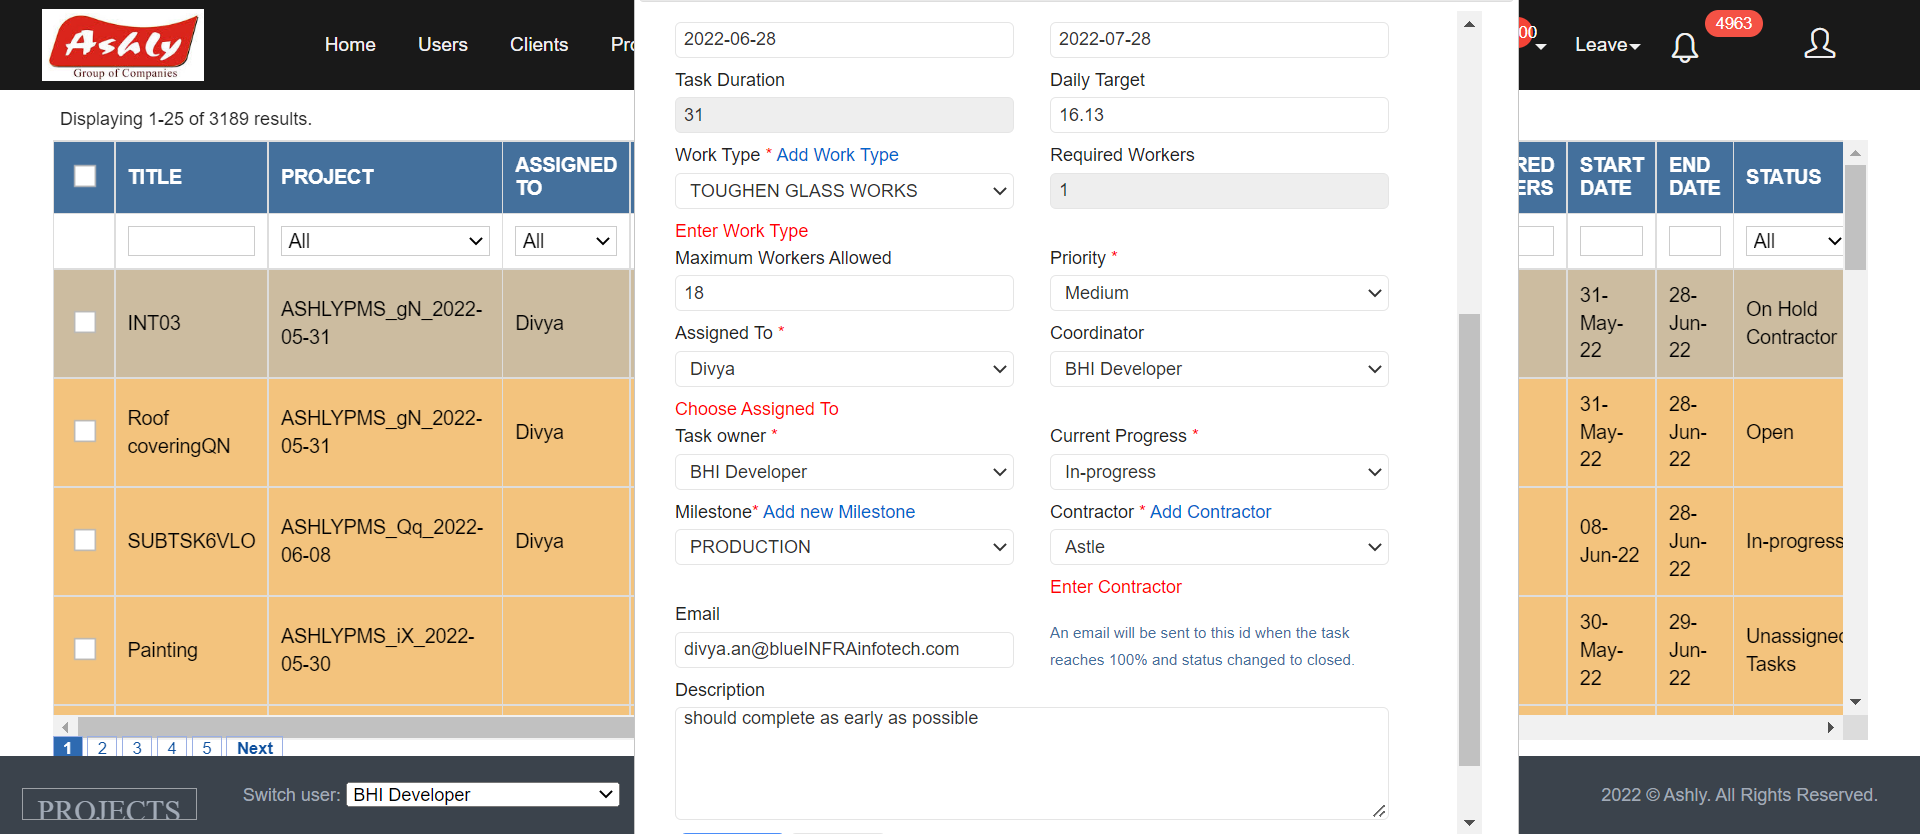 Ashly
Group of Companies
Home
Users
Clients
Pro
00
Leave
4963
Displaying 1-25 of 3189 results.
TITLE
PROJECT
ASSIGNED
TO
RED
ERS
START
DATE
END
DATE
STATUS
All
All
All
INT03
ASHLYPMS_gN_2022-
05-31
Divya
31-
May-
22
28-
Jun-
22
On Hold
Contractor
Roof
coveringQN
ASHLYPMS_gN_2022-
05-31
Divya
31-
May-
22
28-
Jun-
22
Open
SUBTSK6VLO
ASHLYPMS_Qq_2022-
06-08
Divya
08-
Jun-22
28-
Jun-
22
In-progress
Painting
ASHLYPMS_iX_2022-
05-30
30-
May-
22
29-
Jun-
22
Unassigned
Tasks
1 2 3 4 5 Next
2022-06-28
2022-07-28
Task Duration
Daily Target
31
16.13
Work Type * Add Work Type
Required Workers
TOUGHEN GLASS WORKS
1
Enter Work Type
Maximum Workers Allowed
Priority *
18
Medium
Assigned To *
Coordinator
Divya
BHI Developer
Choose Assigned To
Task owner *
Current Progress *
BHI Developer
In-progress
Milestone* Add new Milestone
Contractor * Add Contractor
PRODUCTION
Astle
Enter Contractor
Email
divya.an@blueINFRAinfotech.com
An email will be sent to this id when the task
reaches 100% and status changed to closed.
Description
should complete as early as possible
PROJECTS
Switch user: BHI Developer
2022 © Ashly. All Rights Reserved.